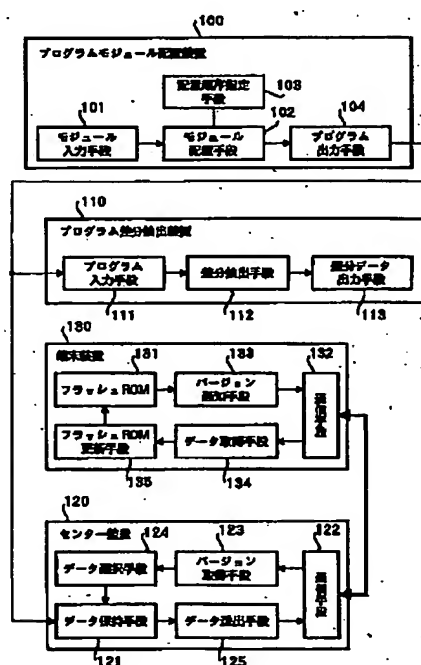 100
プログラムモジュール配置装置
103
配置順序指定
手段
101
102
104
モジュール
入力手段
モジュール
配置手段
プログラム
出力手段
110
プログラム差分抽出装置
プログラム
入力手段
差分抽出手段
差分データ
出力手段
111
112
113
130
端末装置
131
133
132
フラッシュROM
バージョン
通知手段
通信手段
フラッシュROM
更新手段
データ取得手段
135
134
120
センター装置
124
123
122
データ選択手段
バージョン
取得手段
通信手段
データ保持手段
データ送出手段
121
125